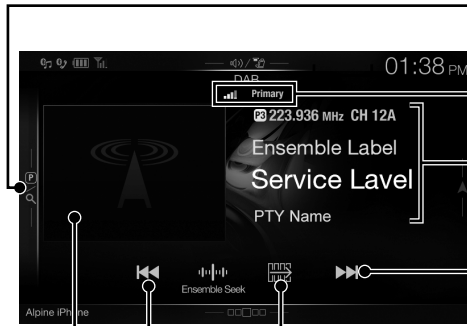 01:38 PM
DAB
Primary
P3 223.936 MHz CH 12A
Ensemble Label
Service Lavel
P
PTY Name
Ensemble Seek
Alpine iPhone